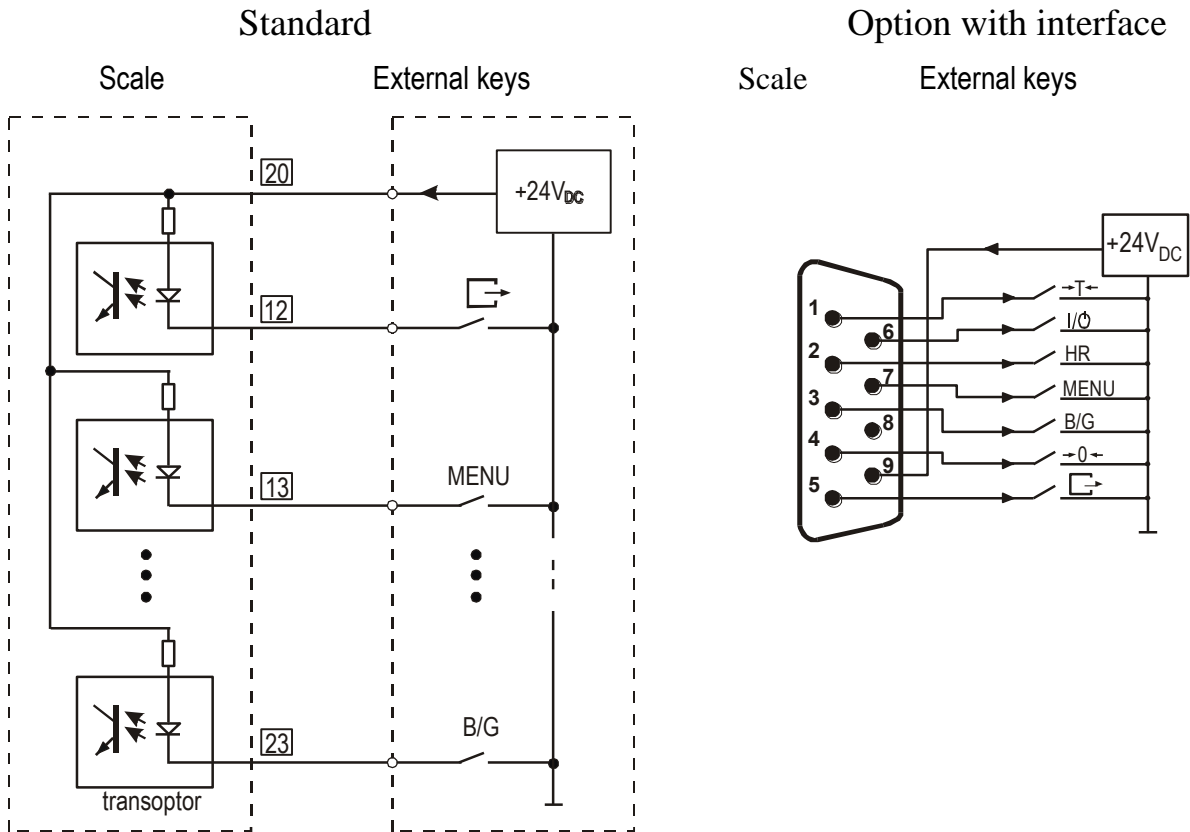 Standard
Option with interface
Scale
External keys
Scale
External keys
20
+24VDC
12
13
MENU
23
B/G
transoptor
+24VDC
1
2
3
4
5
6
7
8
9
→T←
I/Ф
HR
MENU
B/G
→0←